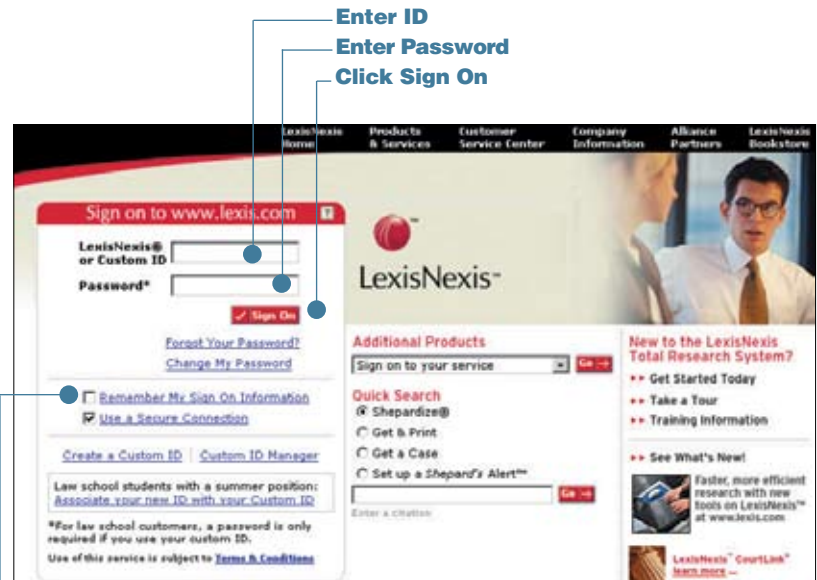 Enter ID
Enter Password
Click Sign On
LexisNexis Home
Products & Services
Customer Service Center
Company Information
Alliance Partners
LexisNexis Bookstore
Sign on to www.lexis.com ?
LexisNexis®
or Custom ID
Password*
Sign On
Forgot Your Password?
Change My Password
Remember My Sign On Information
Use a Secure Connection
Create a Custom ID | Custom ID Manager
Law school students with a summer position:
Associate your new ID with your Custom ID
*For law school customers, a password is only
required if you use your custom ID.
Use of this service is subject to Terms & Conditions
LexisNexis™
Additional Products
Sign on to your service
Go
Quick Search
Shepardize®
Get & Print
Get a Case
Set up a Shepard's Alert™
Go
Enter a citation
New to the LexisNexis
Total Research System?
Get Started Today
Take a Tour
Training Information
See What's New!
Faster, more efficient
research with new
tools on LexisNexis™
at www.lexis.com
LexisNexis™ CourtLink®
learn more ...